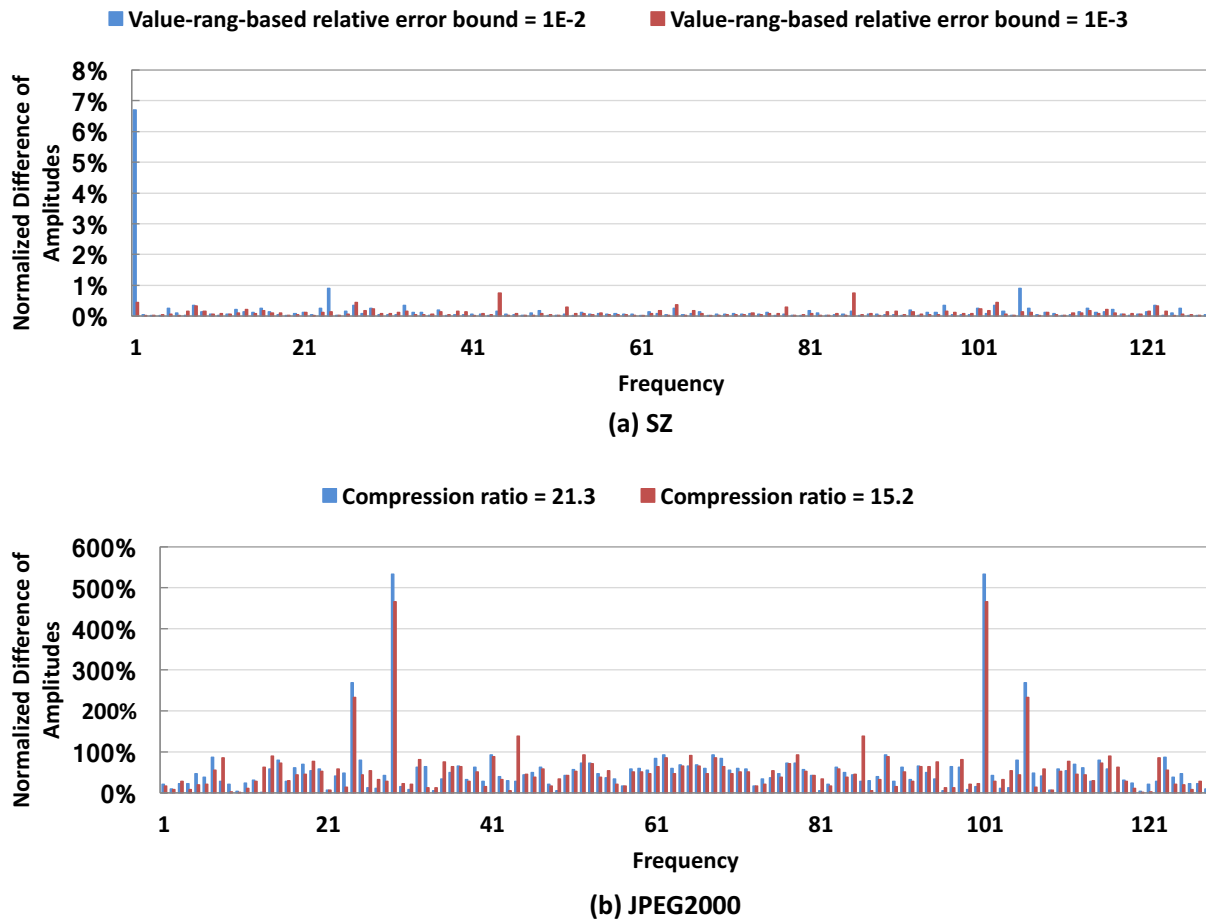 Value-rang-based relative error bound = 1E-2 Value-rang-based relative error bound = 1E-3
Normalized Difference of
Amplitudes
8%
7%
6%
5%
4%
3%
2%
1%
0%
1 21 41 61 81 101 121
Frequency
(a) SZ
Compression ratio = 21.3 Compression ratio = 15.2
Normalized Difference of
Amplitudes
600%
500%
400%
300%
200%
100%
0%
1 21 41 61 81 101 121
Frequency
(b) JPEG2000